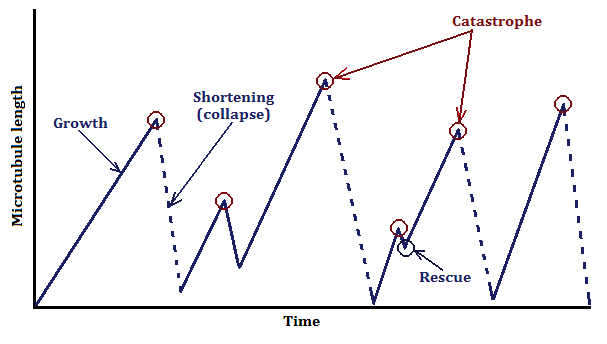 Catastrophe
Shortening
(collapse)
Growth
Microtubule length
Rescue
Time